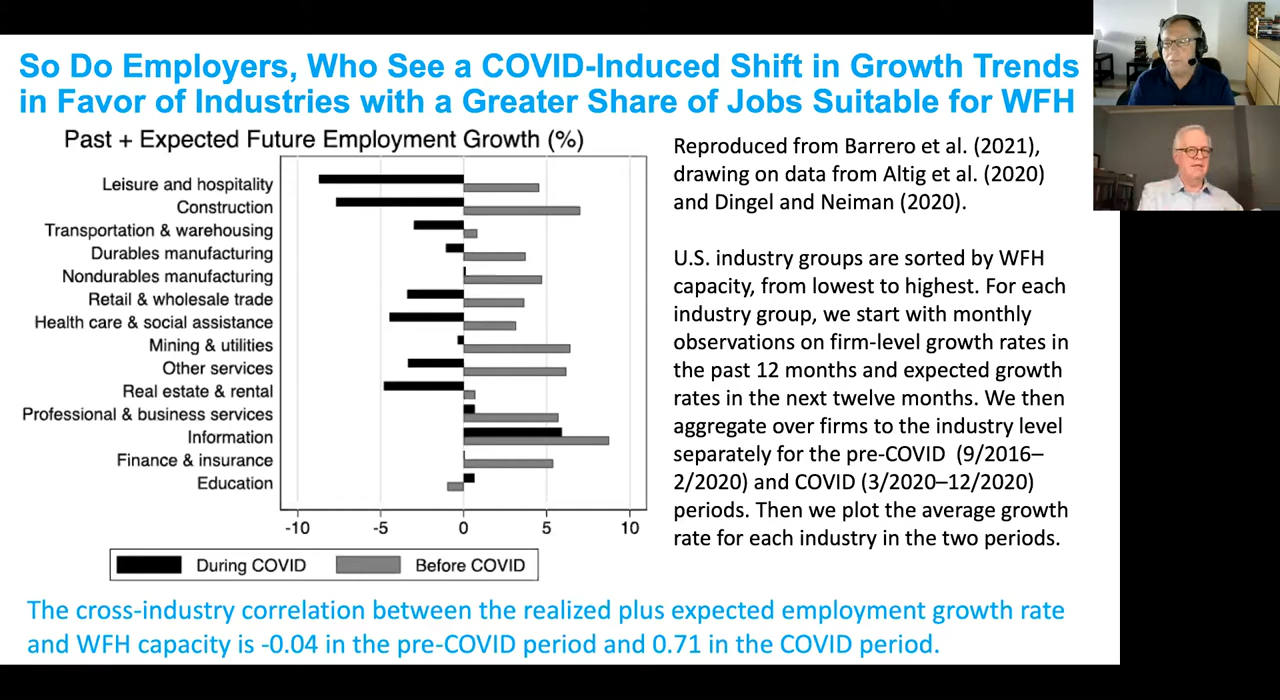 So Do Employers, Who See a COVID-Induced Shift in Growth Trends
in Favor of Industries with a Greater Share of Jobs Suitable for WFH
Past + Expected Future Employment Growth (%)
Leisure and hospitality
Construction
Transportation & warehousing
Durables manufacturing
Nondurables manufacturing
Retail & wholesale trade
Health care & social assistance
Mining & utilities
Other services
Real estate & rental
Professional & business services
Information
Finance & insurance
Education
-10 -5 0 5 10
During COVID Before COVID
Reproduced from Barrero et al. (2021),
drawing on data from Altig et al. (2020)
and Dingel and Neiman (2020).
U.S. industry groups are sorted by WFH
capacity, from lowest to highest. For each
industry group, we start with monthly
observations on firm-level growth rates in
the past 12 months and expected growth
rates in the next twelve months. We then
aggregate over firms to the industry level
separately for the pre-COVID (9/2016–
2/2020) and COVID (3/2020–12/2020)
periods. Then we plot the average growth
rate for each industry in the two periods.
The cross-industry correlation between the realized plus expected employment growth rate
and WFH capacity is -0.04 in the pre-COVID period and 0.71 in the COVID period.